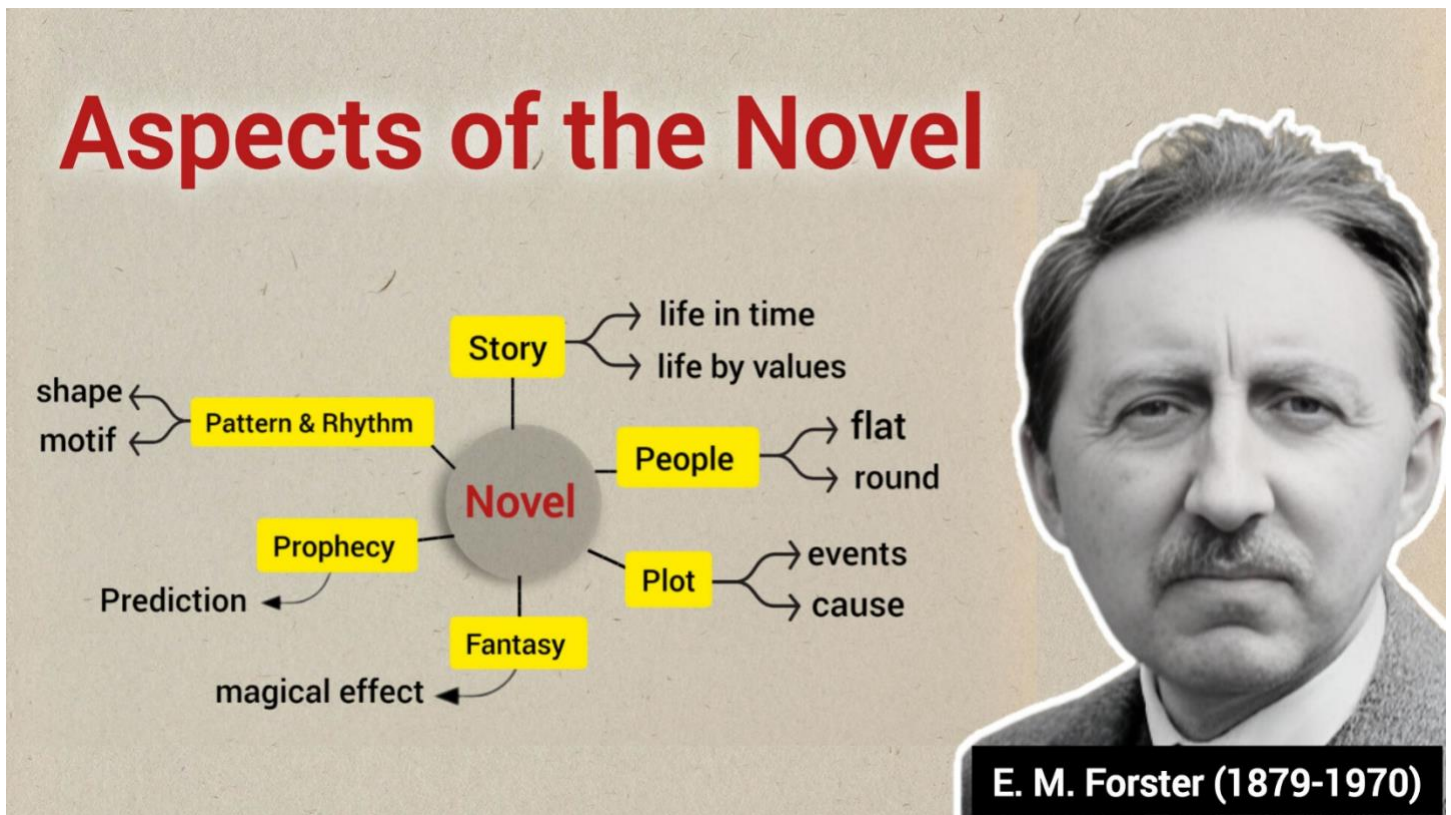 Aspects of the Novel
Story
life in time
life by values
shape
motif
Pattern & Rhythm
People
flat
round
Novel
Prophecy
Prediction
Plot
events
cause
Fantasy
magical effect
E. M. Forster (1879-1970)